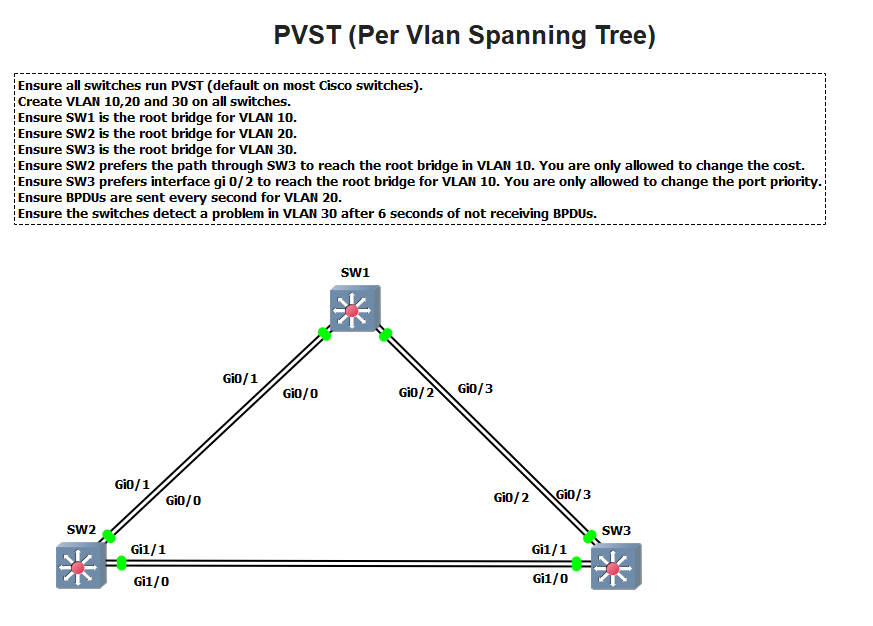 PVST (Per Vlan Spanning Tree)
Ensure all switches run PVST (default on most Cisco switches).
Create VLAN 10,20 and 30 on all switches.
Ensure SW1 is the root bridge for VLAN 10.
Ensure SW2 is the root bridge for VLAN 20.
Ensure SW3 is the root bridge for VLAN 30.
Ensure SW2 prefers the path through SW3 to reach the root bridge in VLAN 10. You are only allowed to change the cost.
Ensure SW3 prefers interface gi 0/2 to reach the root bridge for VLAN 10. You are only allowed to change the port priority.
Ensure BPDUs are sent every second for VLAN 20.
Ensure the switches detect a problem in VLAN 30 after 6 seconds of not receiving BPDUs.
SW1
Gi0/1
Gi0/0
Gi0/2
Gi0/3
Gi0/1
Gi0/0
Gi0/2
Gi0/3
SW2
SW3
Gi1/1
Gi1/1
Gi1/0
Gi1/0